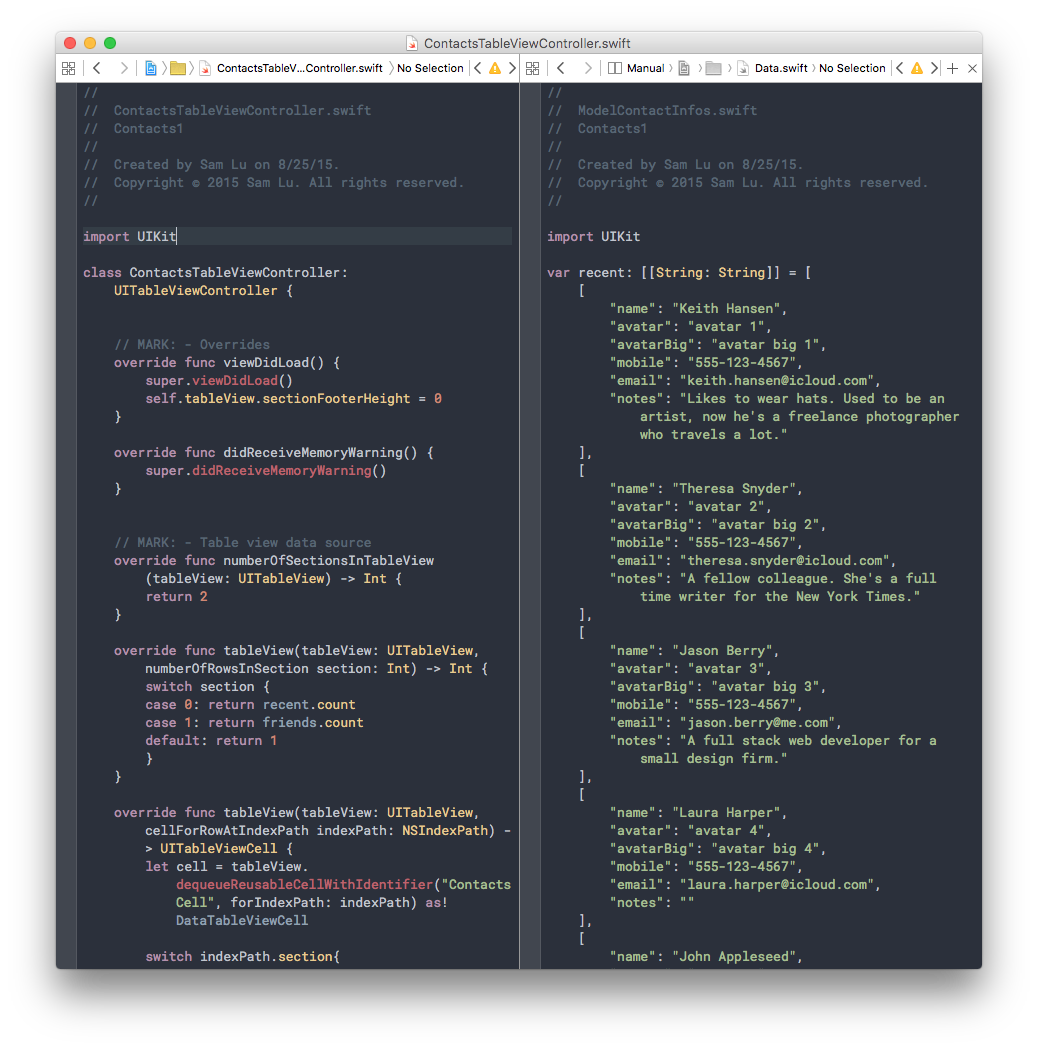 ContactsTableViewController.swift
ContactsTableV...Controller.swift No Selection
Manual Data.swift No Selection
//
//  ContactsTableViewController.swift
//  Contacts1
//
//  Created by Sam Lu on 8/25/15.
//  Copyright © 2015 Sam Lu. All rights reserved.
//
import UIKit
class ContactsTableViewController:
UITableViewController {
// MARK: - Overrides
override func viewDidLoad() {
super.viewDidLoad()
self.tableView.sectionFooterHeight = 0
}
override func didReceiveMemoryWarning() {
super.didReceiveMemoryWarning()
}
// MARK: - Table view data source
override func numberOfSectionsInTableView
(tableView: UITableView) -> Int {
return 2
}
override func tableView(tableView: UITableView,
numberOfRowsInSection section: Int) -> Int {
switch section {
case 0: return recent.count
case 1: return friends.count
default: return 1
}
}
override func tableView(tableView: UITableView,
cellForRowAtIndexPath indexPath: NSIndexPath) -
> UITableViewCell {
let cell = tableView.
dequeueReusableCellWithIdentifier("Contacts
Cell", forIndexPath: indexPath) as!
DataTableViewCell
switch indexPath.section{
//
//  ModelContactInfos.swift
//  Contacts1
//
//  Created by Sam Lu on 8/25/15.
//  Copyright © 2015 Sam Lu. All rights reserved.
//
import UIKit
var recent: [[String: String]] = [
[
"name": "Keith Hansen",
"avatar": "avatar 1",
"avatarBig": "avatar big 1",
"mobile": "555-123-4567",
"email": "keith.hansen@icloud.com",
"notes": "Likes to wear hats. Used to be an
artist, now he's a freelance photographer
who travels a lot."
],
[
"name": "Theresa Snyder",
"avatar": "avatar 2",
"avatarBig": "avatar big 2",
"mobile": "555-123-4567",
"email": "theresa.snyder@icloud.com",
"notes": "A fellow colleague. She's a full
time writer for the New York Times."
],
[
"name": "Jason Berry",
"avatar": "avatar 3",
"avatarBig": "avatar big 3",
"mobile": "555-123-4567",
"email": "jason.berry@me.com",
"notes": "A full stack web developer for a
small design firm."
],
[
"name": "Laura Harper",
"avatar": "avatar 4",
"avatarBig": "avatar big 4",
"mobile": "555-123-4567",
"email": "laura.harper@icloud.com",
"notes": ""
],
[
"name": "John Appleseed",